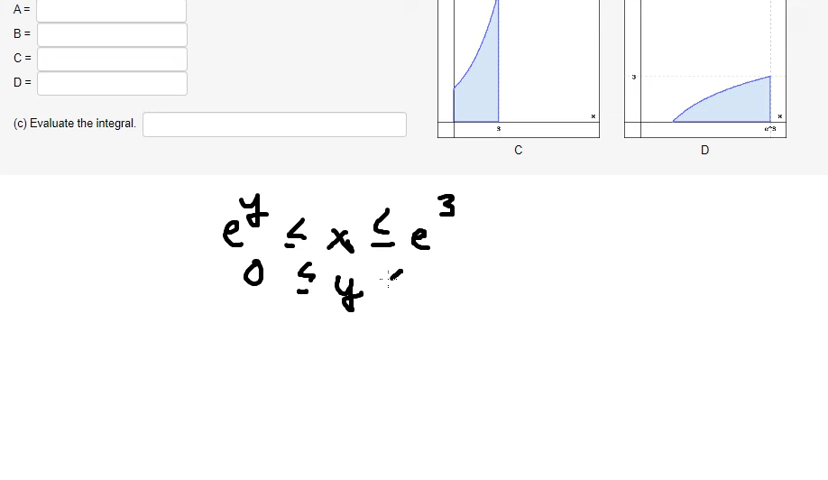 A =
B =
C =
D =
(c) Evaluate the integral.
3
x
C
3
x
e^3
D
e^y ≤ x ≤ e^3
0 ≤ y